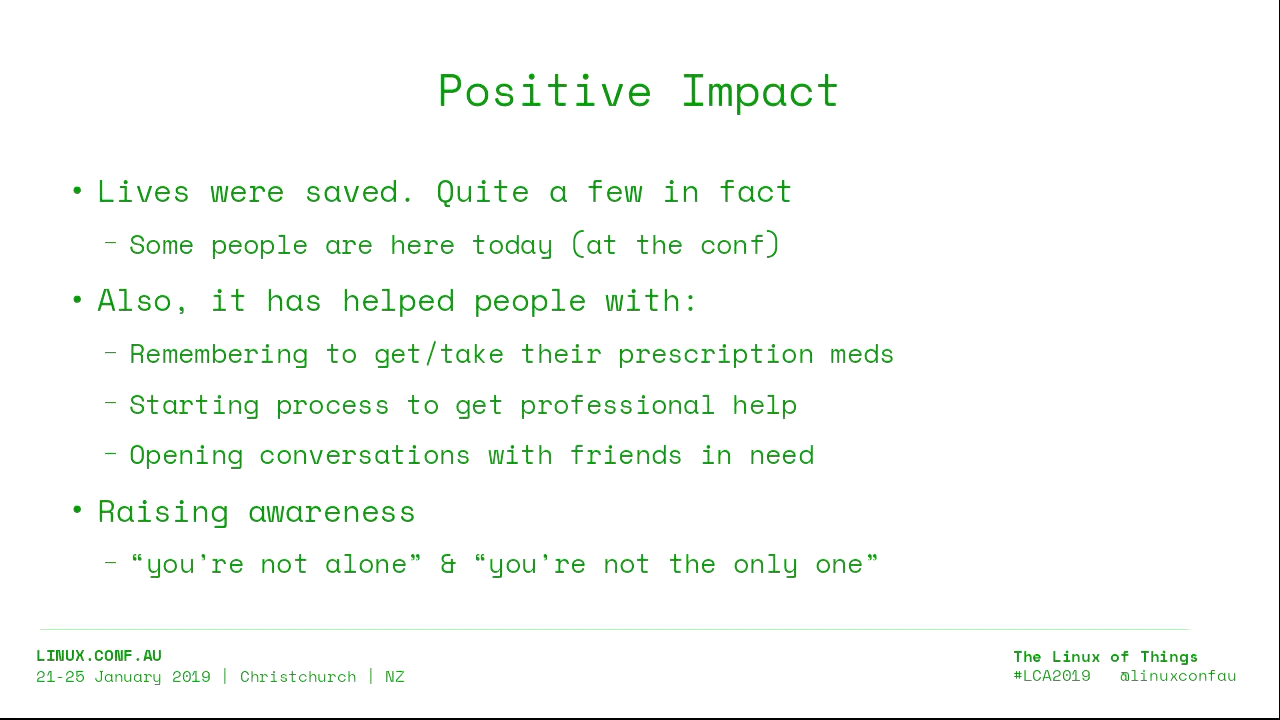 Positive Impact
• Lives were saved. Quite a few in fact
– Some people are here today (at the conf)
• Also, it has helped people with:
– Remembering to get/take their prescription meds
– Starting process to get professional help
– Opening conversations with friends in need
• Raising awareness
– “you’re not alone” & “you’re not the only one”
LINUX.CONF.AU
21-25 January 2019 | Christchurch | NZ
The Linux of Things
#LCA2019 @linuxconfau